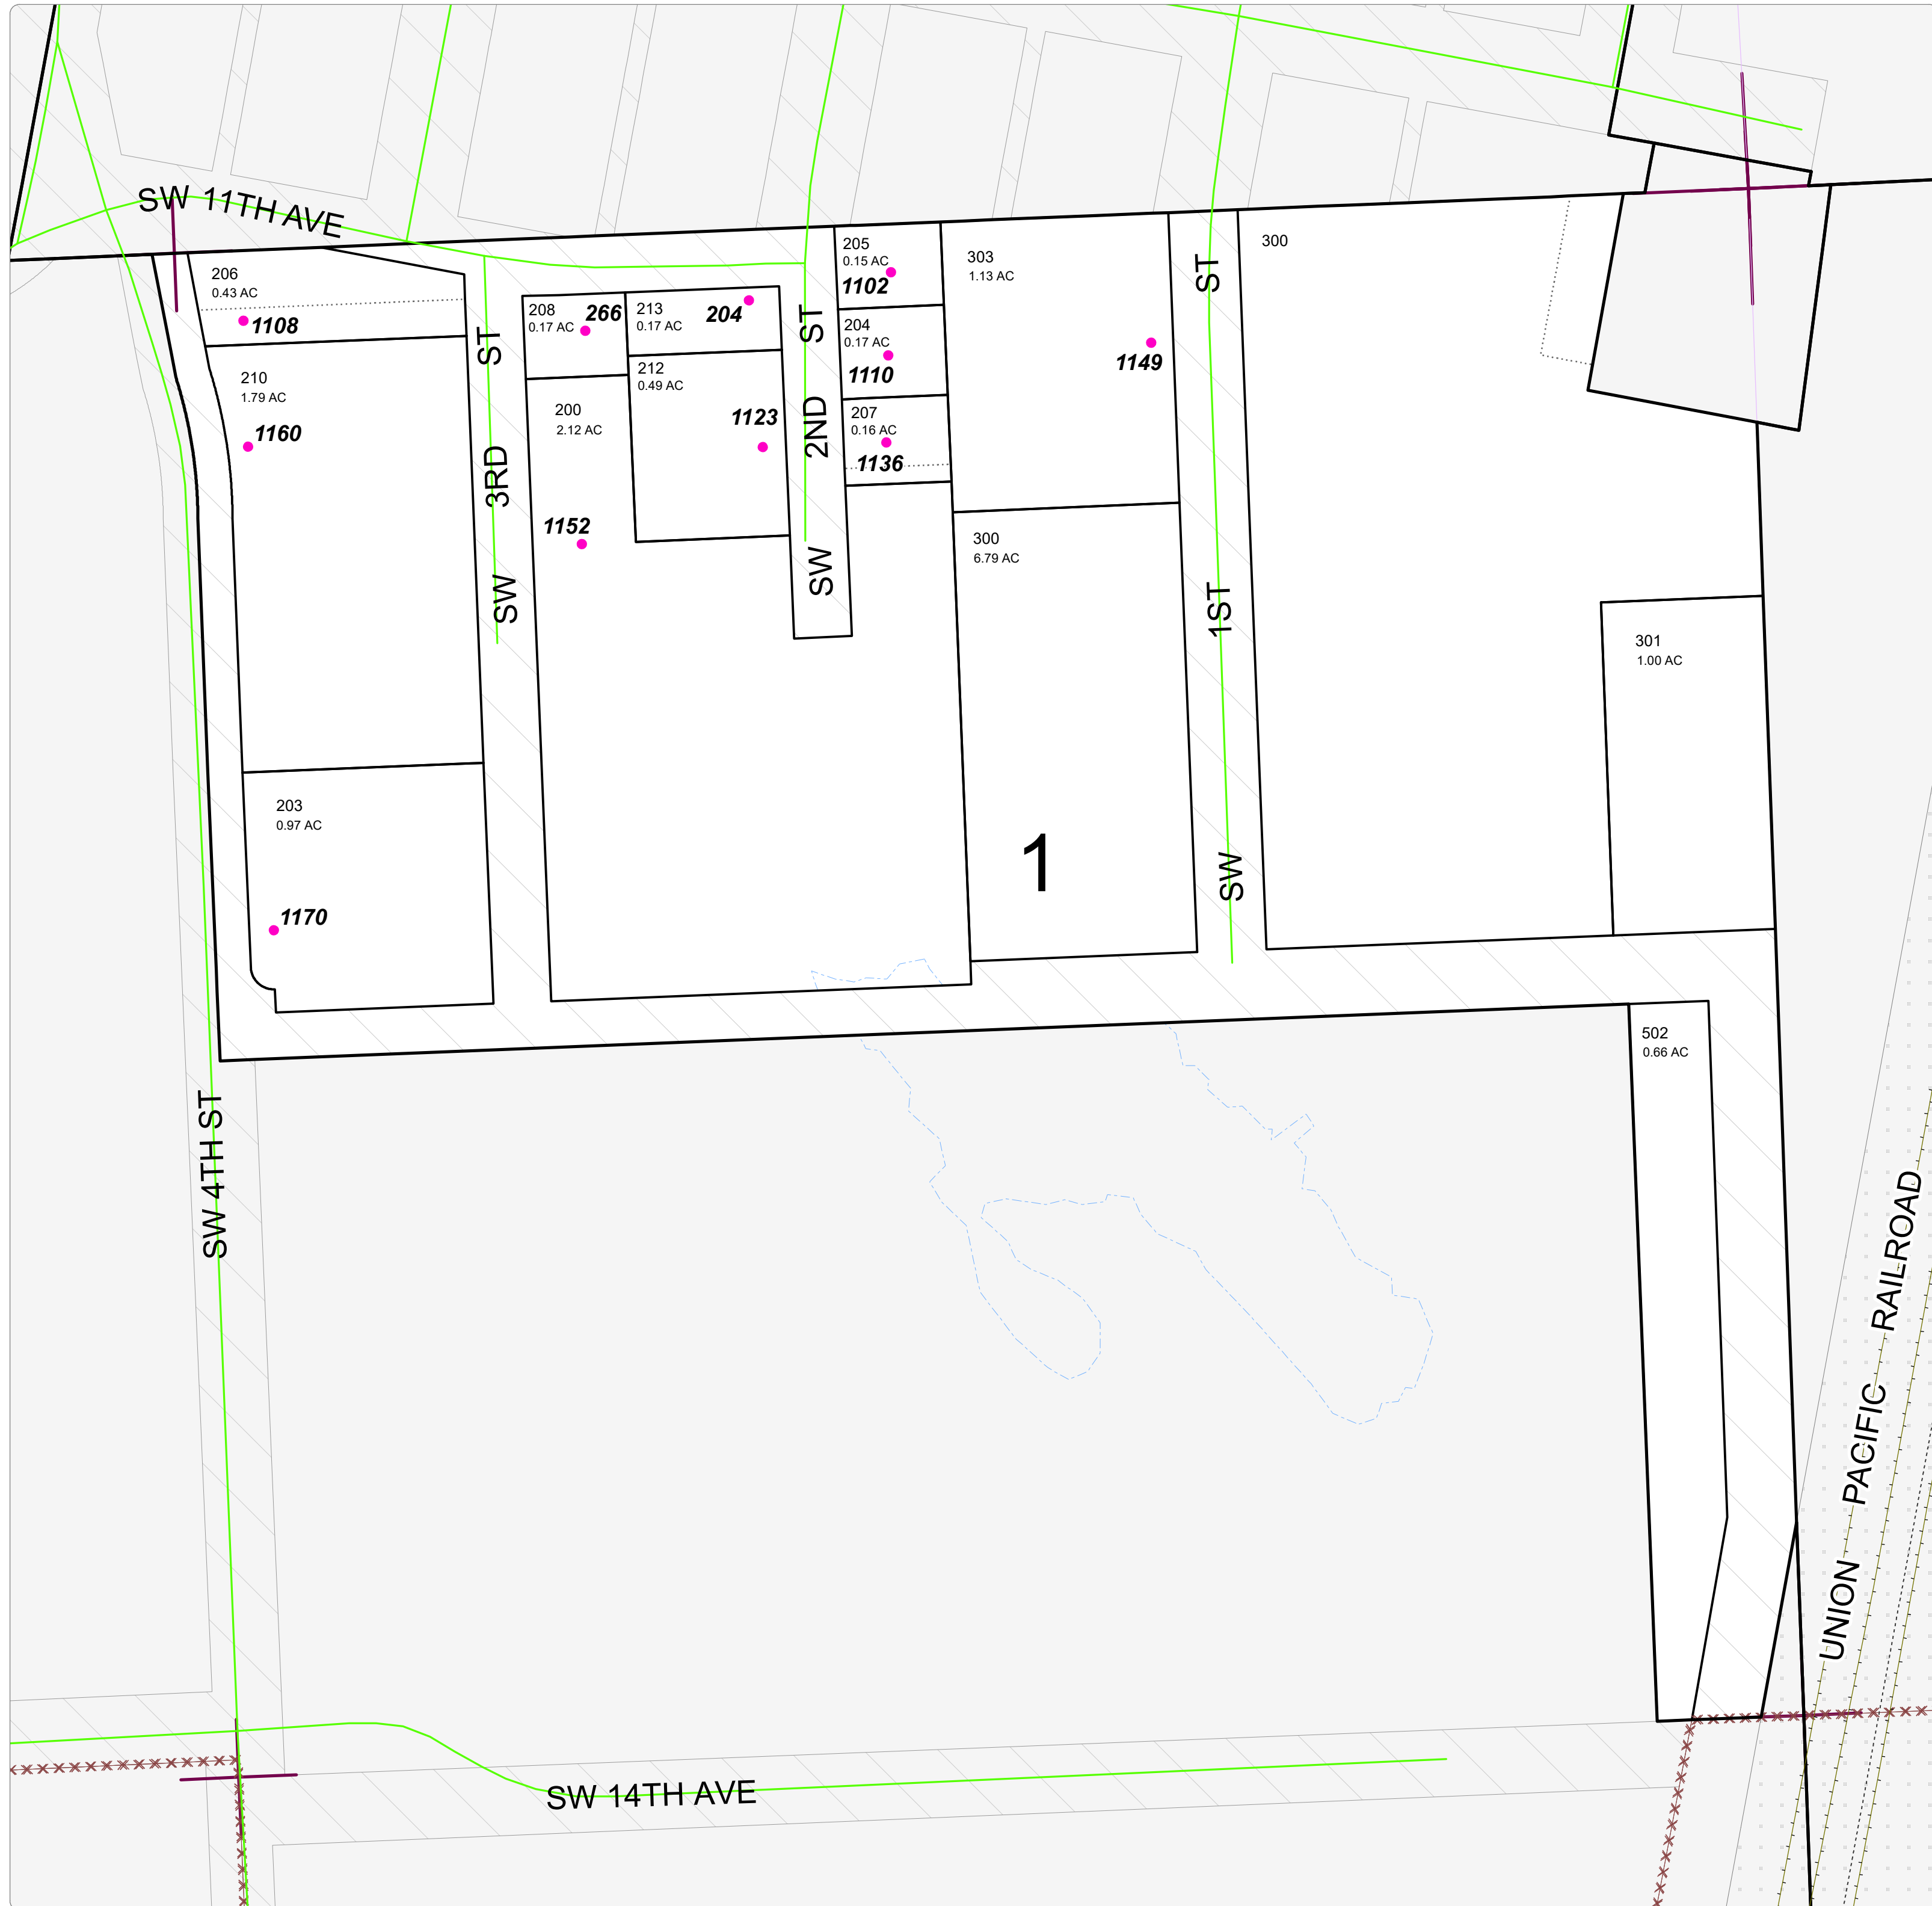 SW 11TH AVE
206
0.43 AC
1108
210
1.79 AC
1160
203
0.97 AC
1170
SW 3RD ST
208
0.17 AC
266
213
0.17 AC
204
212
0.49 AC
1123
200
2.12 AC
1152
SW 2ND ST
205
0.15 AC
1102
204
0.17 AC
1110
207
0.16 AC
1136
303
1.13 AC
1149
300
6.79 AC
1
SW 1ST ST
300
301
1.00 AC
502
0.66 AC
SW 4TH ST
SW 14TH AVE
UNION PACIFIC RAILROAD